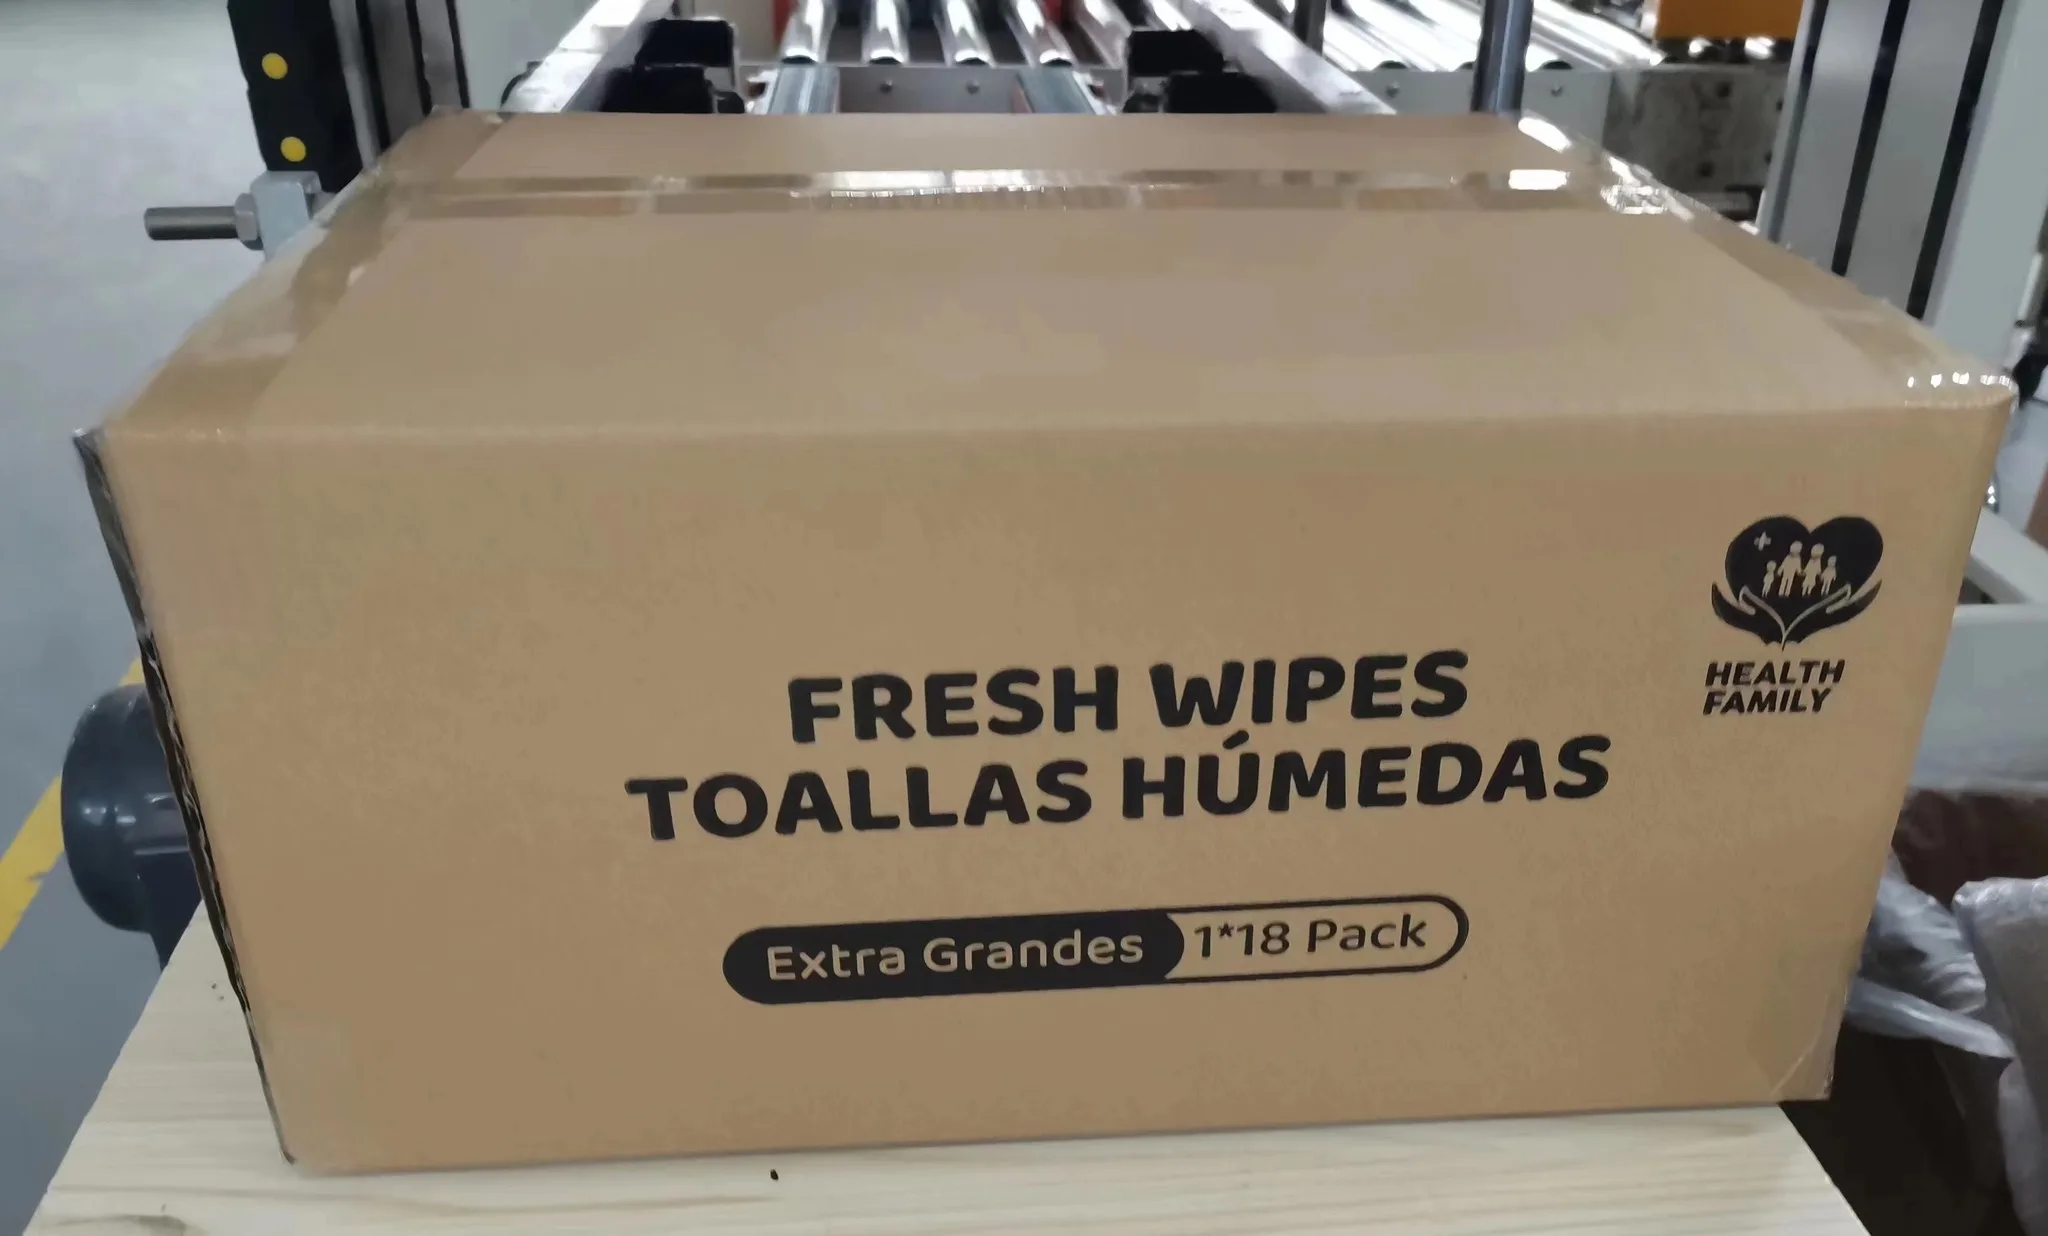 FRESH WIPES
TOALLAS HÚMEDAS
Extra Grandes 1*18 Pack
HEALTH
FAMILY